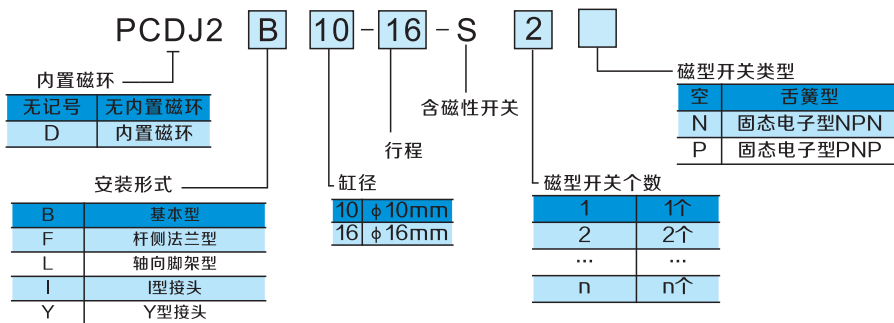 PCDJ2 B 10-16-S 2
内置磁环
无记号 无内置磁环
D 内置磁环
安装形式
B 基本型
F 杆侧法兰型
L 轴向脚架型
I I型接头
Y Y型接头
缸径
10 φ10mm
16 φ16mm
行程
含磁性开关
磁型开关个数
1 1个
2 2个
... ...
n n个
磁型开关类型
空 舌簧型
N 固态电子型NPN
P 固态电子型PNP